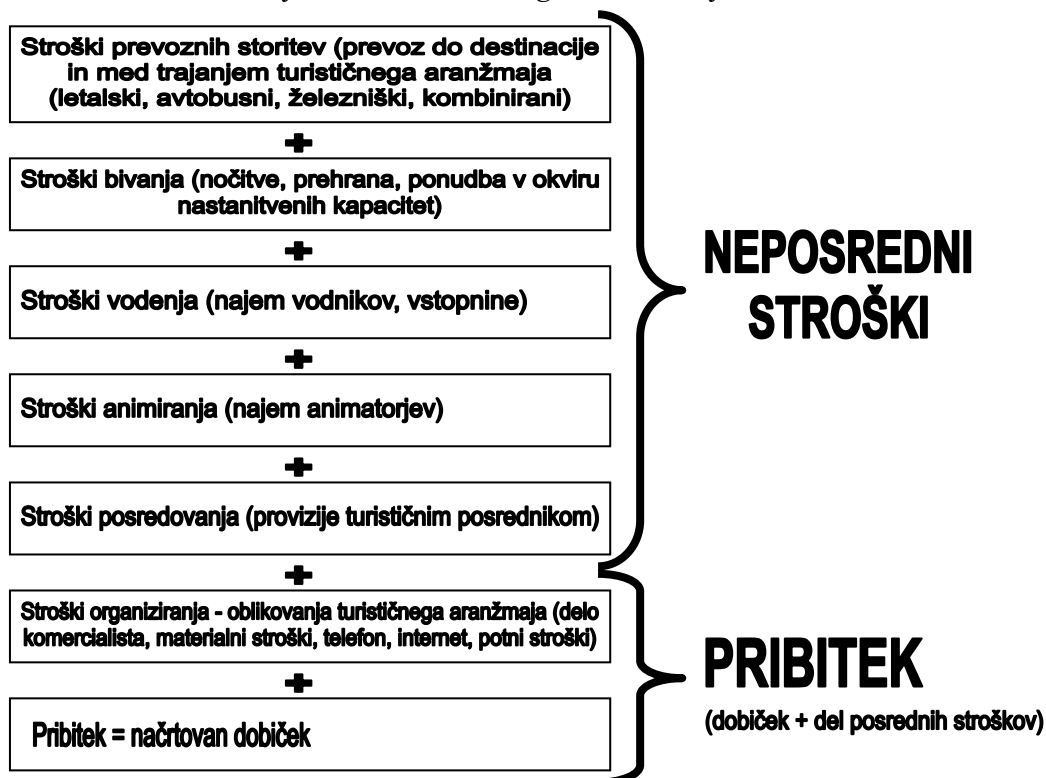 Stroški prevoznih storitev (prevoz do destinacije
in med trajanjem turističnega aranžmaja
(letalski, avtobusni, železniški, kombinirani)
+
Stroški bivanja (nočitve, prehrana, ponudba v okviru
nastanitvenih kapacitet)
+
Stroški vodenja (najem vodnikov, vstopnine)
+
Stroški animiranja (najem animatorjev)
+
Stroški posredovanja (provizije turističnim posrednikom)
NEPOSREDNI
STROŠKI
+
Stroški organiziranja - oblikovanja turističnega aranžmaja (delo
komercialista, materialni stroški, telefon, internet, potni stroški)
+
Pribitek = načrtovan dobiček
PRIBITEK
(dobiček + del posrednih stroškov)